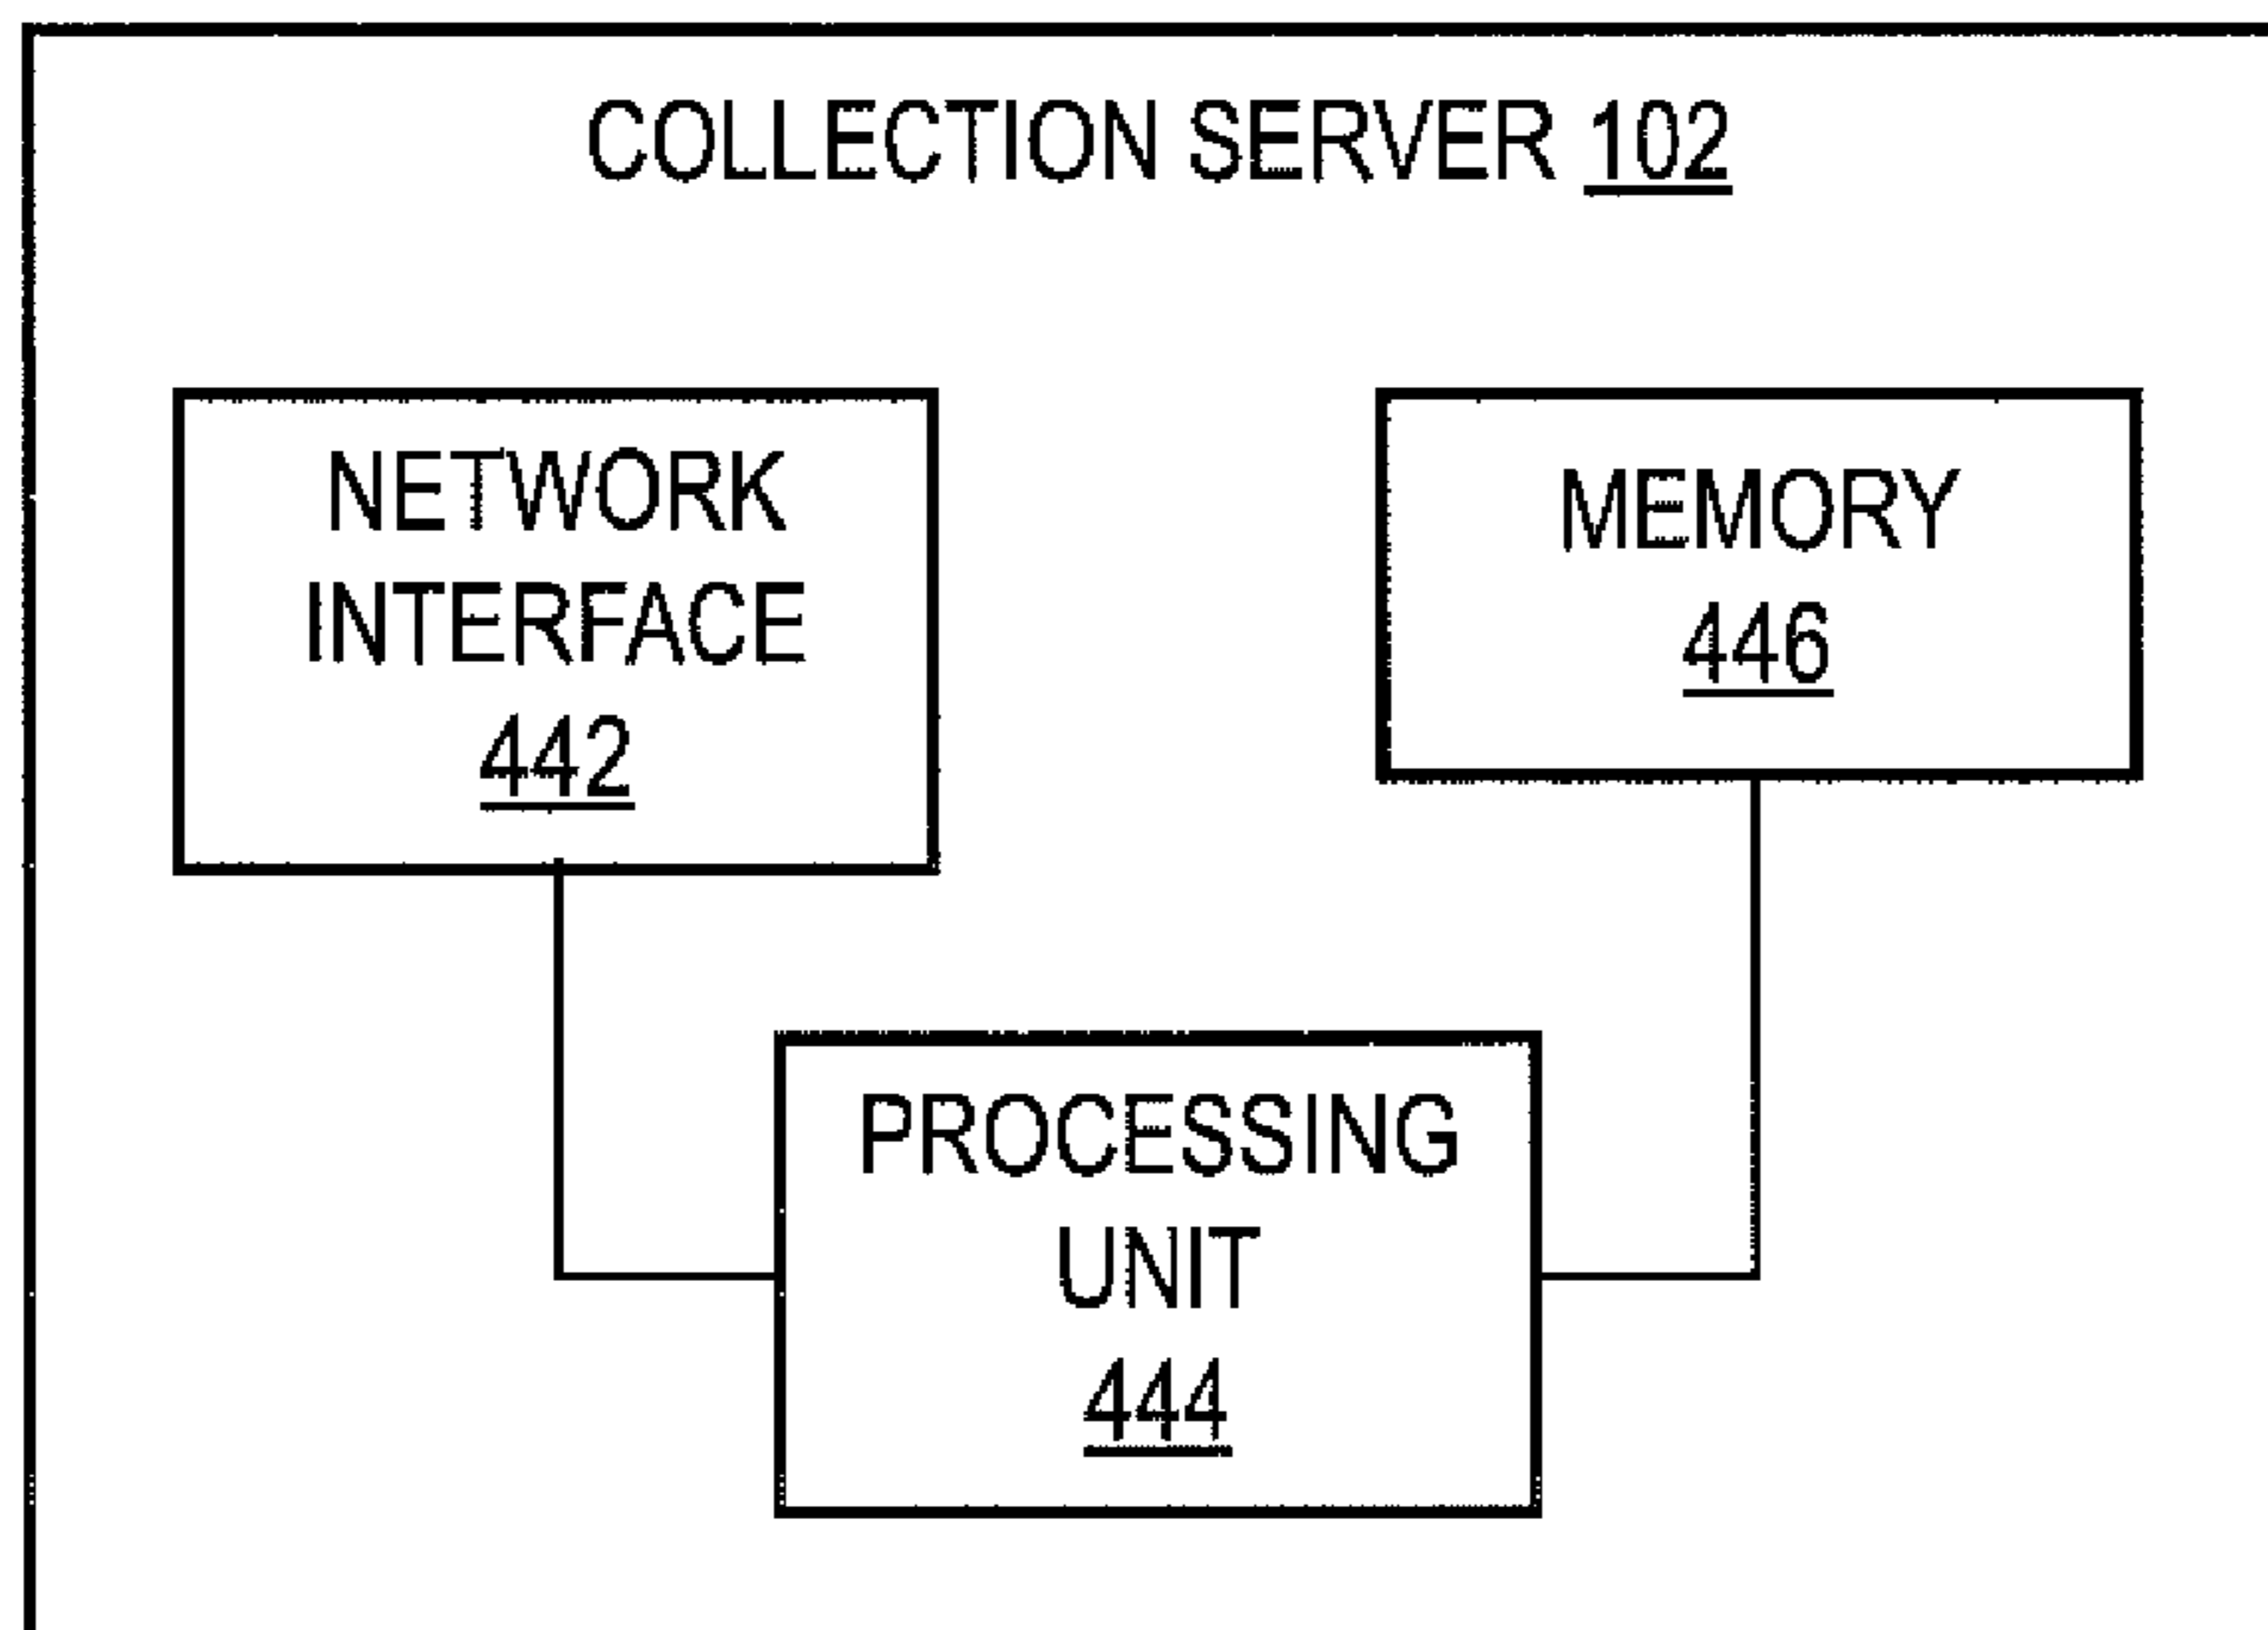 COLLECTION SERVER 102
NETWORK
INTERFACE
442
MEMORY
446
PROCESSING
UNIT
444